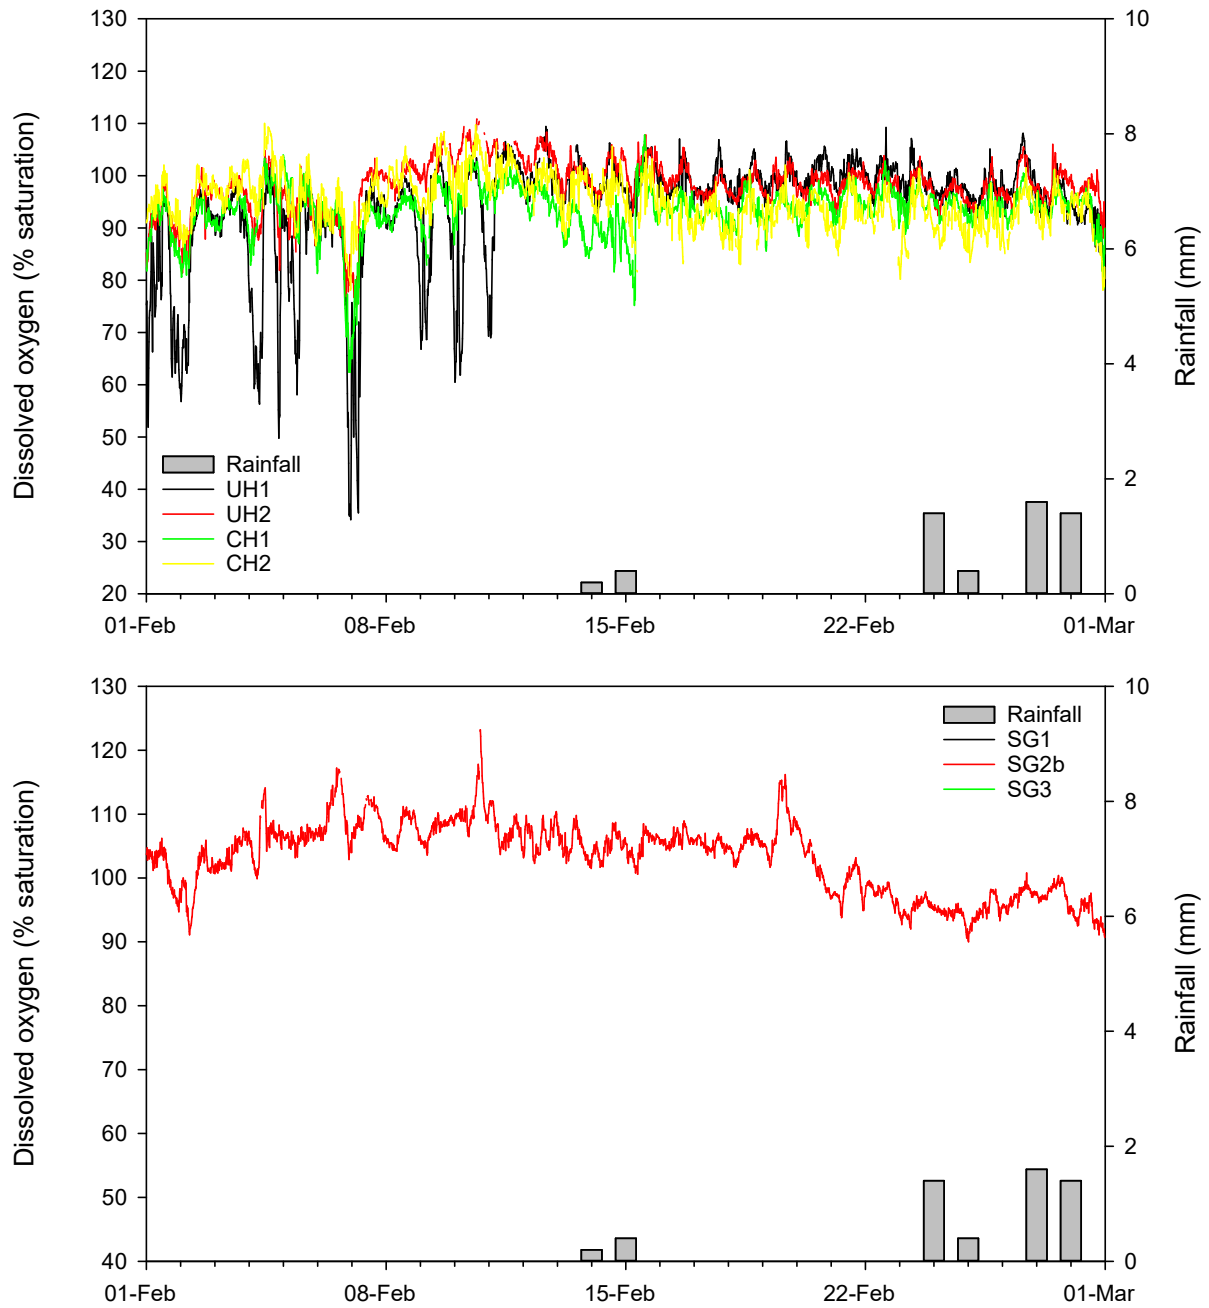 130
120
110
100
90
80
70
60
50
40
30
20
Dissolved oxygen (% saturation)
10
8
6
4
2
0
Rainfall (mm)
Rainfall
UH1
UH2
CH1
CH2
01-Feb
08-Feb
15-Feb
22-Feb
01-Mar
130
120
110
100
90
80
70
60
50
40
Dissolved oxygen (% saturation)
10
8
6
4
2
0
Rainfall (mm)
Rainfall
SG1
SG2b
SG3
01-Feb
08-Feb
15-Feb
22-Feb
01-Mar